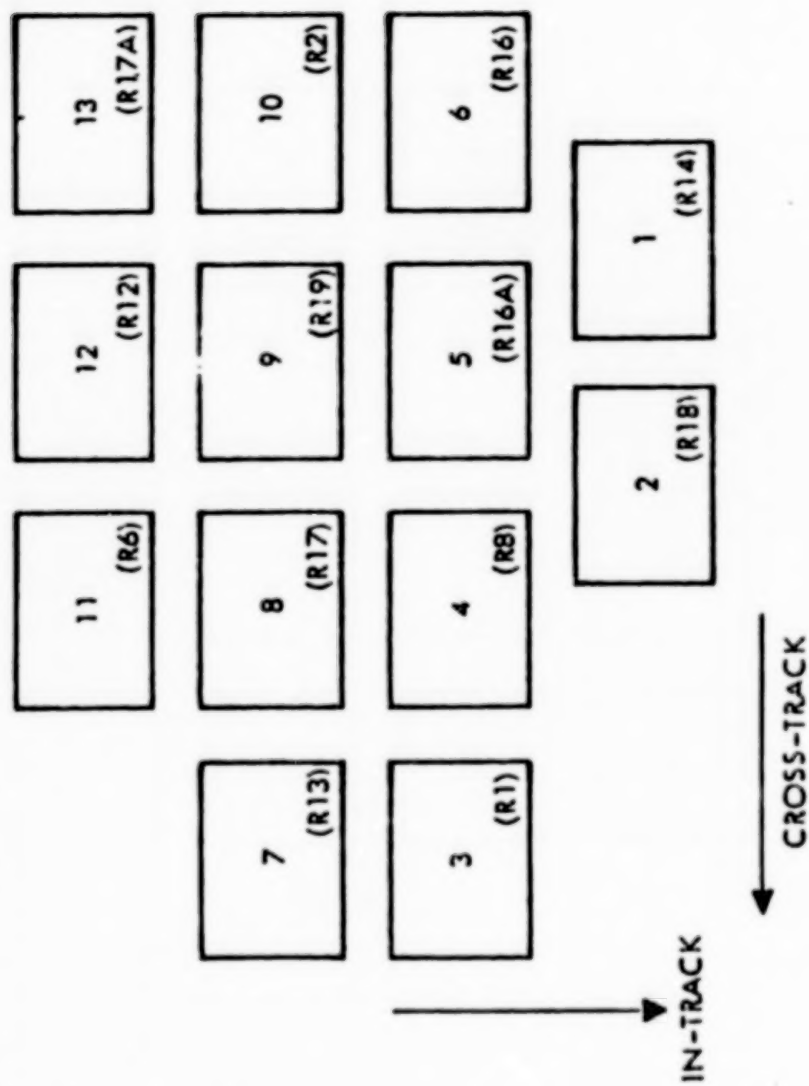 11 12 13
(R6) (R12) (R17A)
7 8 9 10
(R13) (R17) (R19) (R2)
3 4 5 6
(R1) (R8) (R16A) (R16)
2 1
(R18) (R14)
IN-TRACK
CROSS-TRACK